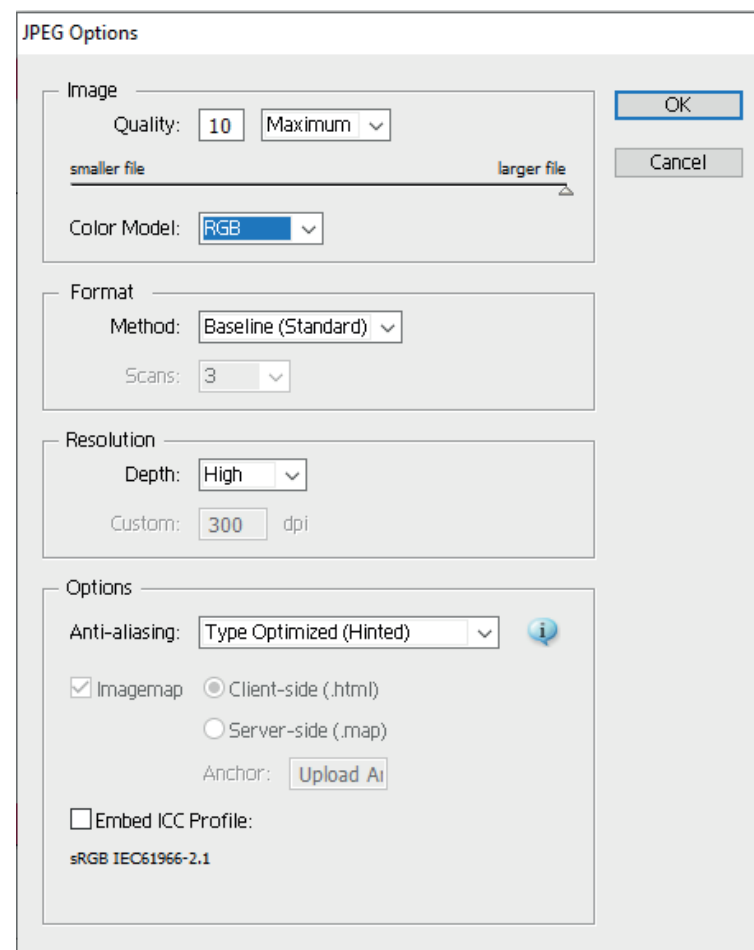 JPEG Options
Image
OK
Quality: 10 Maximum
smaller file larger file
Cancel
Color Model: RGB
Format
Method: Baseline (Standard)
Scans: 3
Resolution
Depth: High
Custom: 300 dpi
Options
Anti-aliasing: Type Optimized (Hinted) i
Imagemap Client-side (.html)
Server-side (.map)
Anchor: Upload Ar
Embed ICC Profile:
sRGB IEC61966-2.1